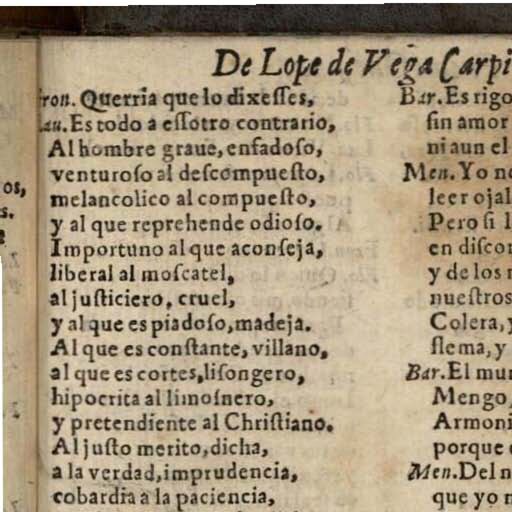 De Lope de Vega Carpi
ron. Querria que lo dixesses,
au. Es todo a essotro contrario,
Al hombre graue, enfadoso,
venturoso al descompuesto,
melancolico al compuesto,
y al que reprehende odioso.
Importuno al que aconseja,
liberal al moscatel,
al justiciero, cruel,
y al que es piadoso, madeja.
Al que es constante, villano,
al que es cortes, lisongero,
hipocrita al limosnero,
y pretendiente al Christiano.
Al justo merito, dicha,
a la verdad, imprudencia,
cobardia a la paciencia,
Bar. Es rigo
sin amor
ni aun el
Men. Yo no
leer ojal
Pero si l
en discor
y de los
nuestros
Colera, y
flema, y
Bar. El mun
Mengo,
Armoni
porque
Men. Del n
que yo n
os,
s.